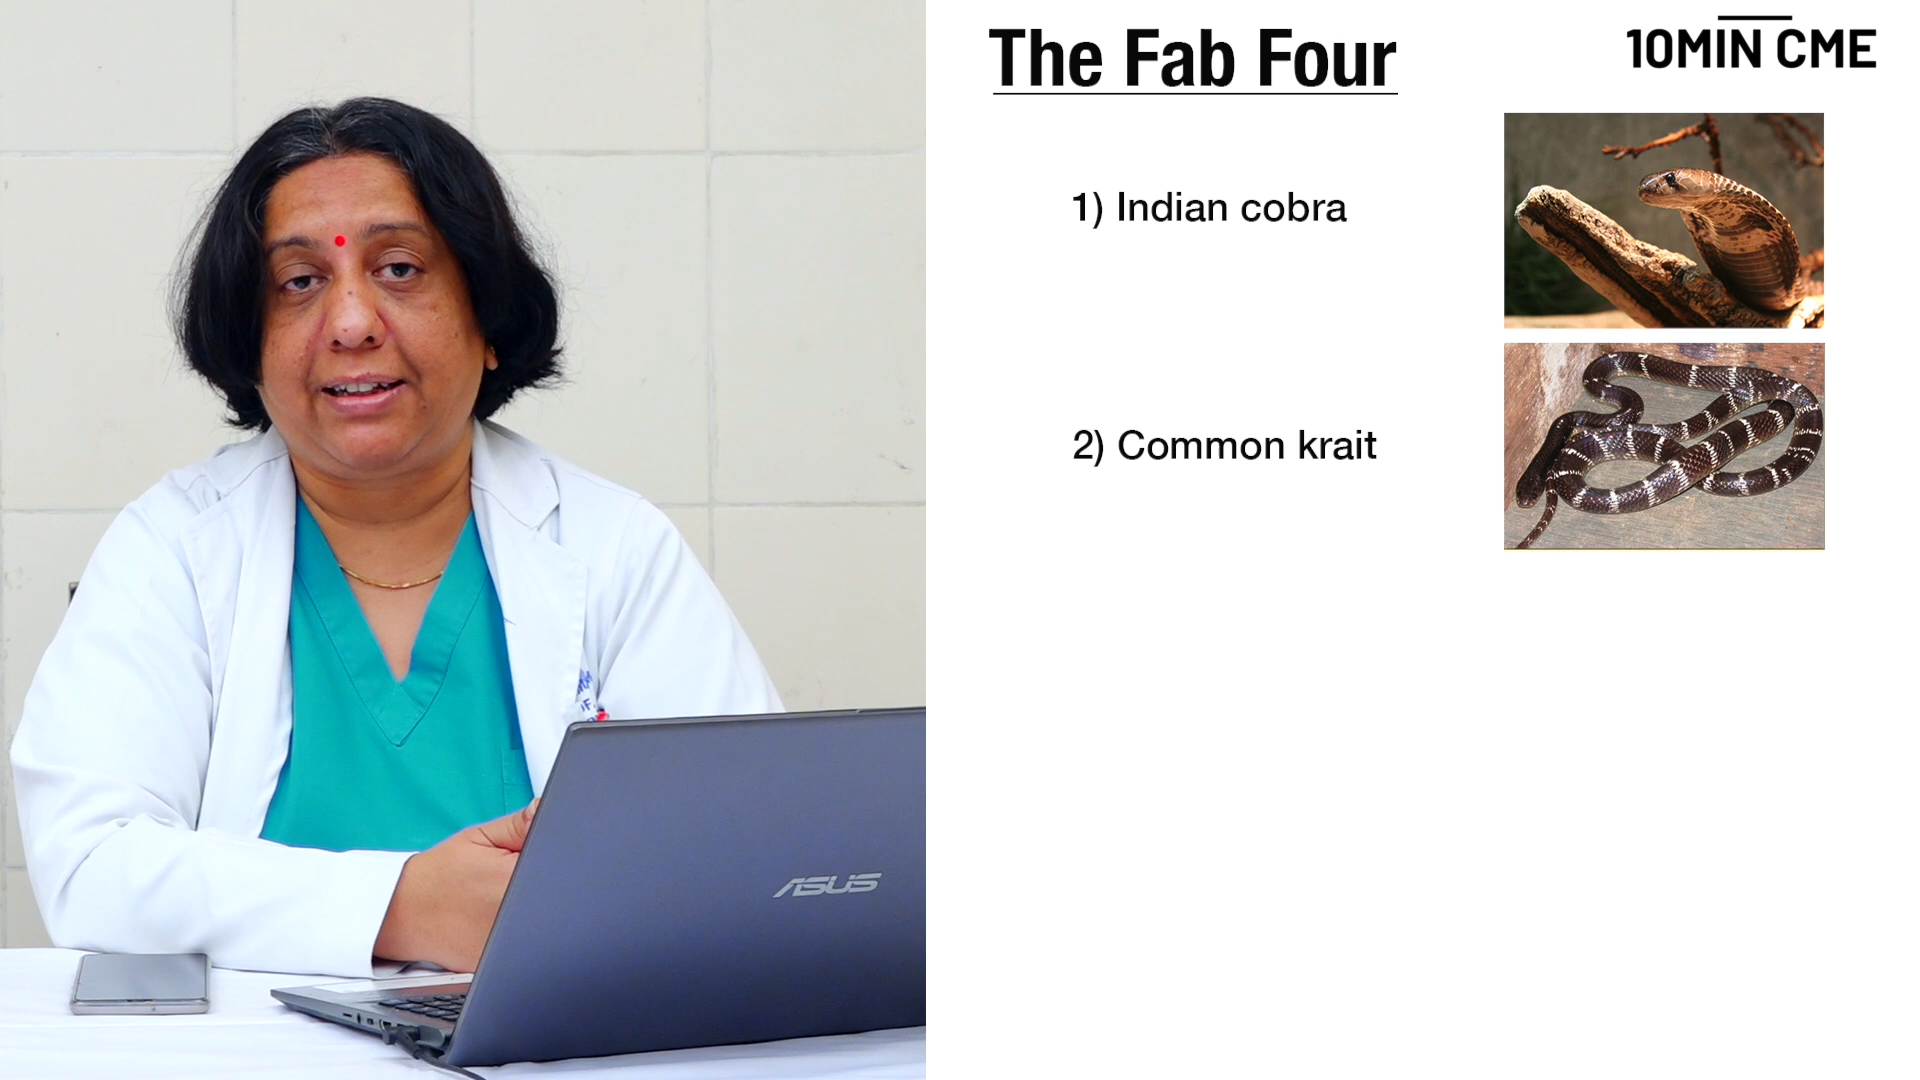 The Fab Four
10MIN CME
1) Indian cobra
2) Common krait
ASUS